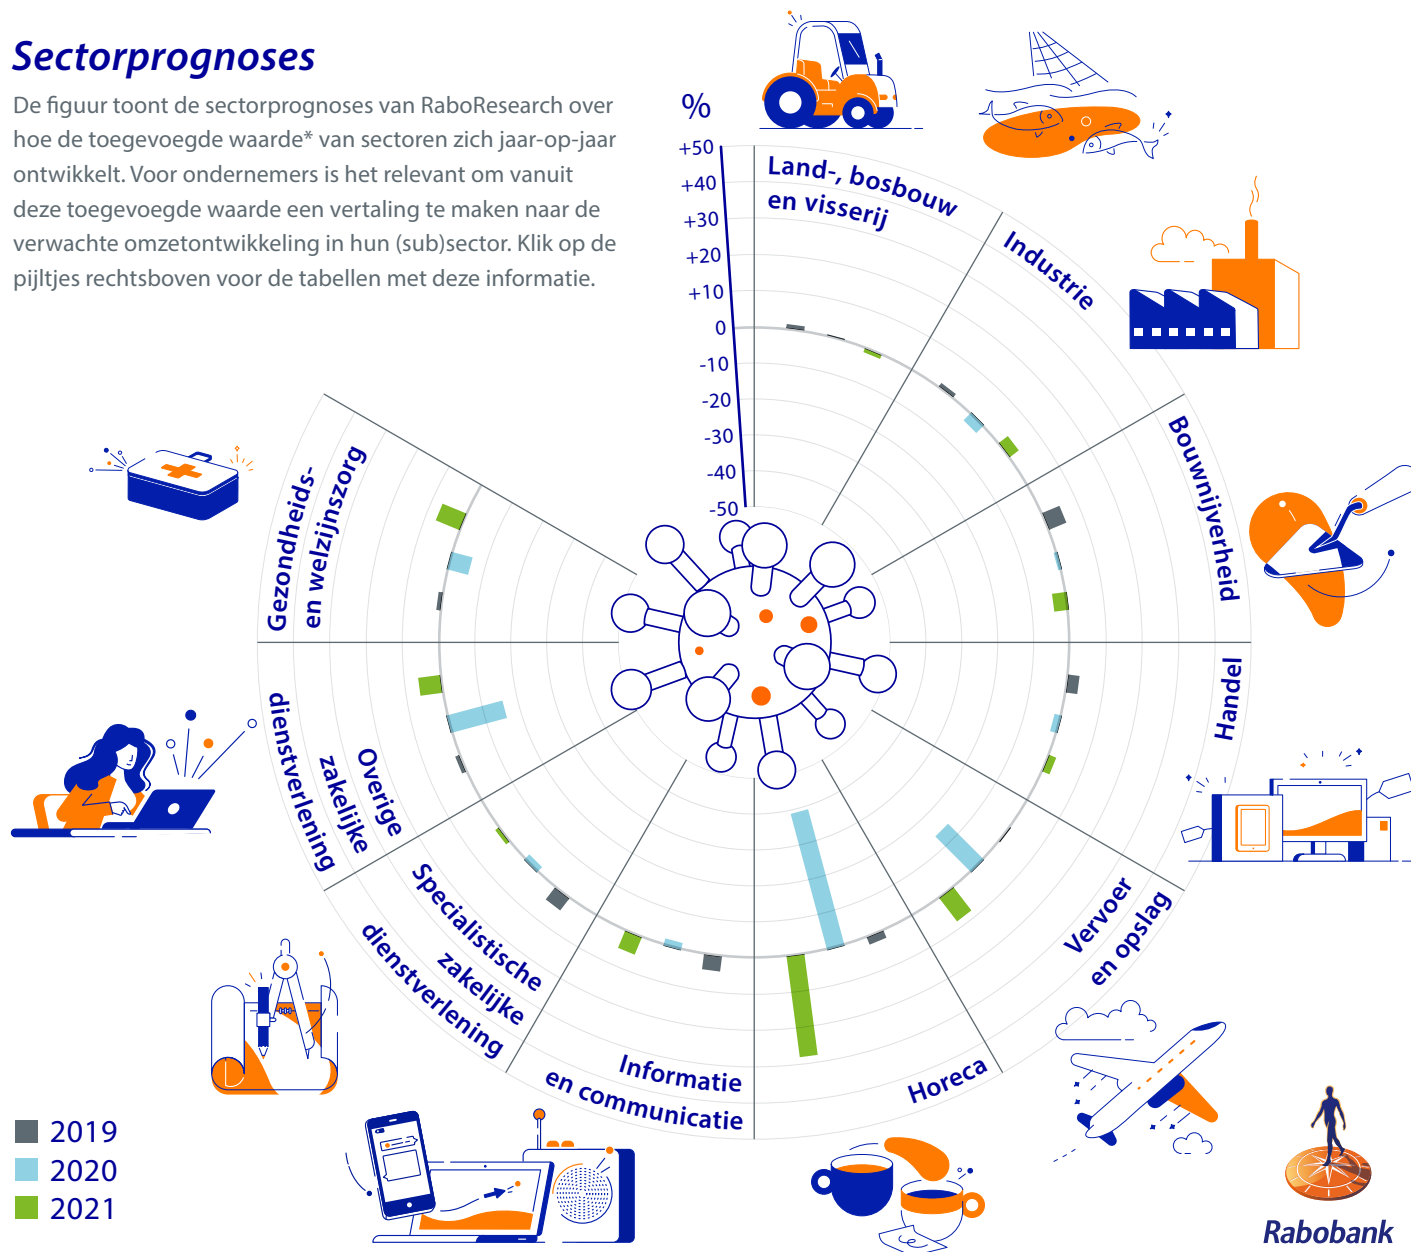 Sectorprognoses
De figuur toont de sectorprognoses van RaboResearch over
hoe de toegevoegde waarde* van sectoren zich jaar-op-jaar
ontwikkelt. Voor ondernemers is het relevant om vanuit
deze toegevoegde waarde een vertaling te maken naar de
verwachte omzetontwikkeling in hun (sub)sector. Klik op de
pijltjes rechtsboven voor de tabellen met deze informatie.
%
+50
+40
+30
+20
+10
0
-10
-20
-30
-40
-50
Land-, bosbouw
en visserij
Industrie
Bouwnijverheid
Handel
Vervoer
en opslag
Horeca
Informatie
en communicatie
Specialistische
zakelijke
dienstverlening
Overige
zakelijke
dienstverlening
Gezondheids-
en welzijnszorg
2019
2020
2021
Rabobank